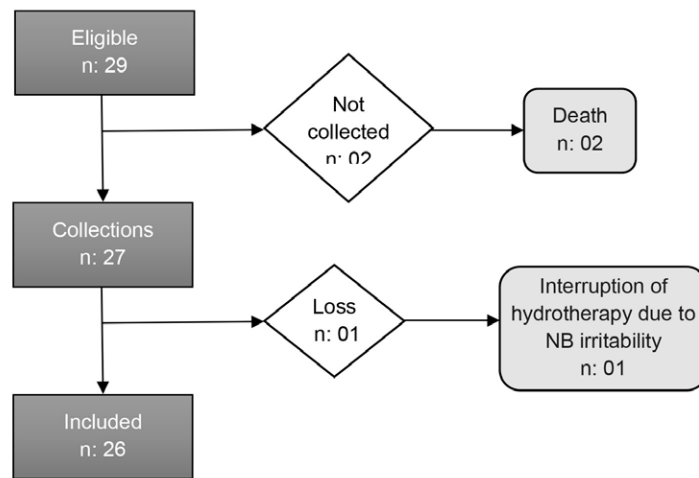 Eligible
n: 29
Not
collected
n: 02
Death
n: 02
Collections
n: 27
Loss
n: 01
Interruption of
hydrotherapy due to
NB irritability
n: 01
Included
n: 26